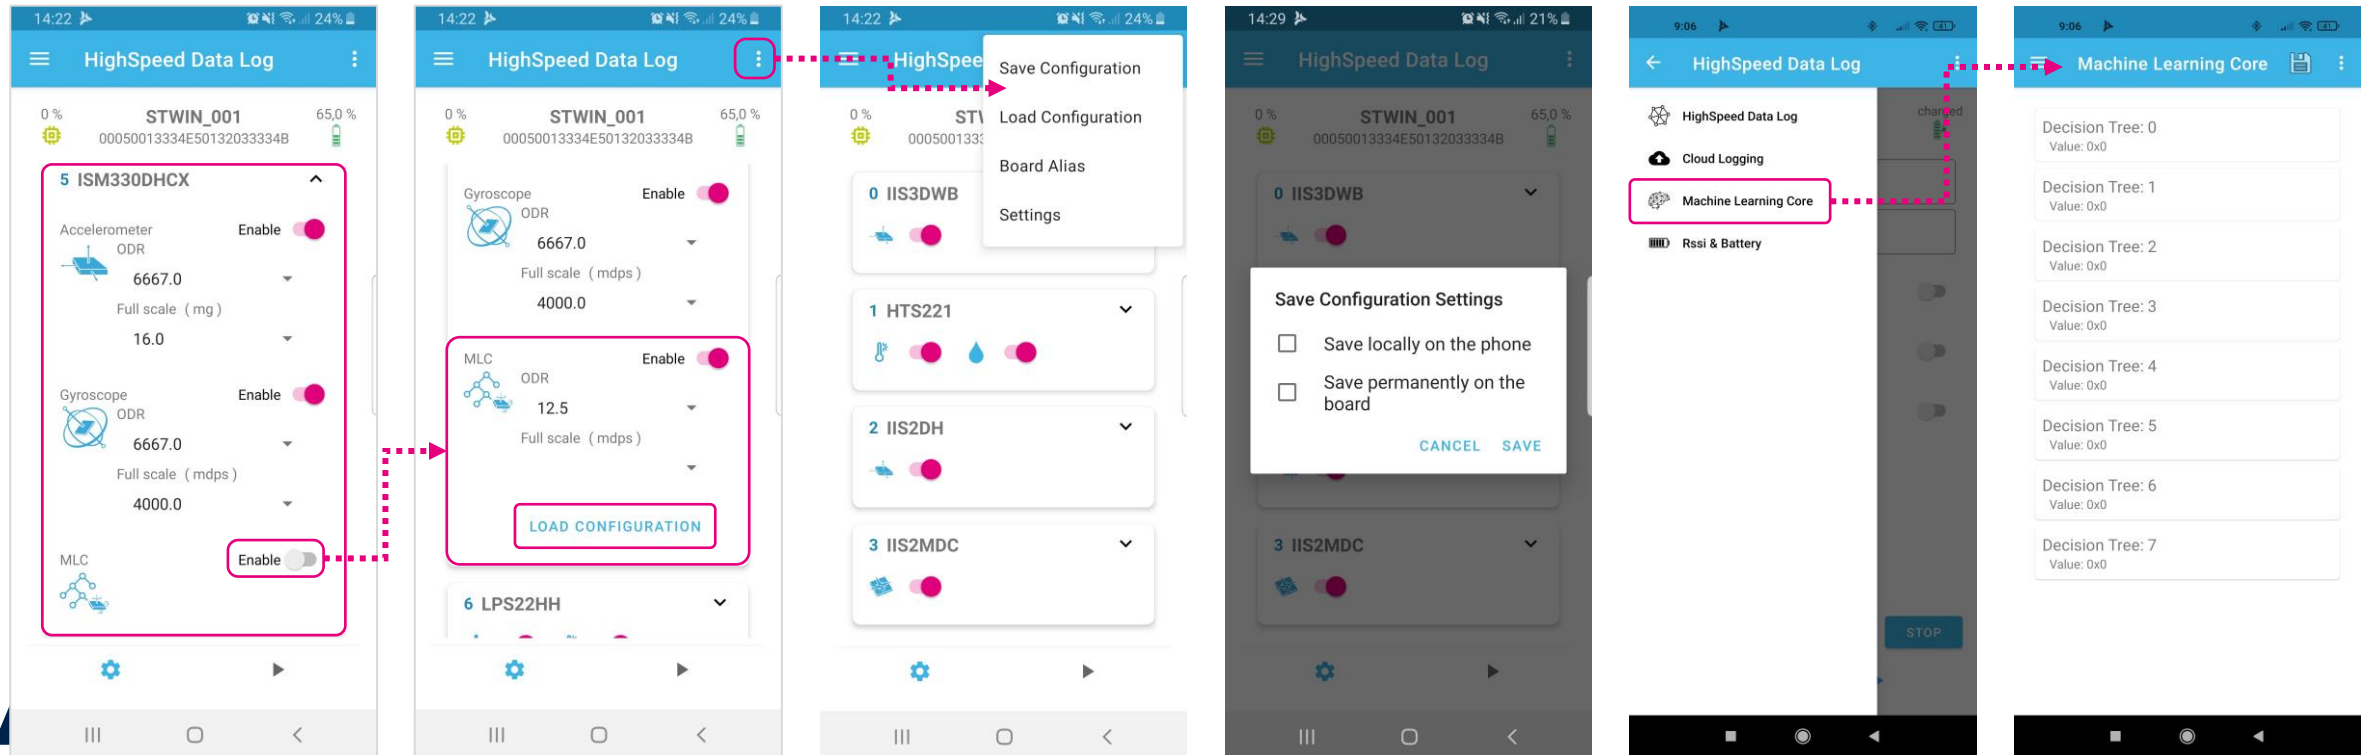 14:22
24%
HighSpeed Data Log
0 %
STWIN_001
65,0 %
00050013334E50132033334B
5 ISM330DHCX
Accelerometer
Enable
ODR
6667.0
Full scale ( mg )
16.0
Gyroscope
Enable
ODR
6667.0
Full scale ( mdps )
4000.0
MLC
Enable
14:22
24%
HighSpeed Data Log
0 %
STWIN_001
65,0 %
00050013334E50132033334B
Gyroscope
Enable
ODR
6667.0
Full scale ( mdps )
4000.0
MLC
Enable
ODR
12.5
Full scale ( mdps )
LOAD CONFIGURATION
6 LPS22HH
14:22
24%
HighSpee
Save Configuration
Load Configuration
Board Alias
Settings
0 %
STW
000500133
0 IIS3DWB
1 HTS221
2 IIS2DH
3 IIS2MDC
14:29
21%
HighSpeed Data Log
0 %
STWIN_001
65,0 %
00050013334E50132033334B
0 IIS3DWB
Save Configuration Settings
Save locally on the phone
Save permanently on the
board
CANCEL SAVE
3 IIS2MDC
9:06
41
HighSpeed Data Log
charged
HighSpeed Data Log
Cloud Logging
Machine Learning Core
Rssi & Battery
STOP
9:06
41
Machine Learning Core
Decision Tree: 0
Value: 0x0
Decision Tree: 1
Value: 0x0
Decision Tree: 2
Value: 0x0
Decision Tree: 3
Value: 0x0
Decision Tree: 4
Value: 0x0
Decision Tree: 5
Value: 0x0
Decision Tree: 6
Value: 0x0
Decision Tree: 7
Value: 0x0